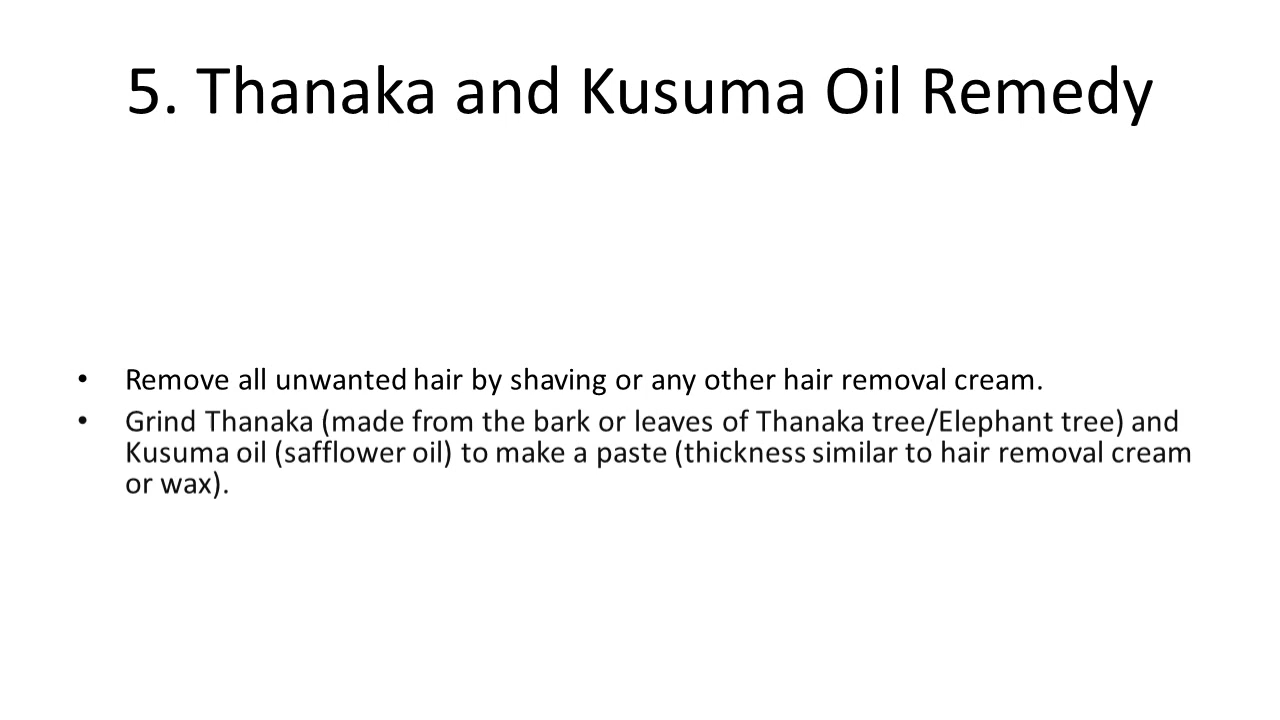 5. Thanaka and Kusuma Oil Remedy
• Remove all unwanted hair by shaving or any other hair removal cream.
• Grind Thanaka (made from the bark or leaves of Thanaka tree/Elephant tree) and
Kusuma oil (safflower oil) to make a paste (thickness similar to hair removal cream
or wax).